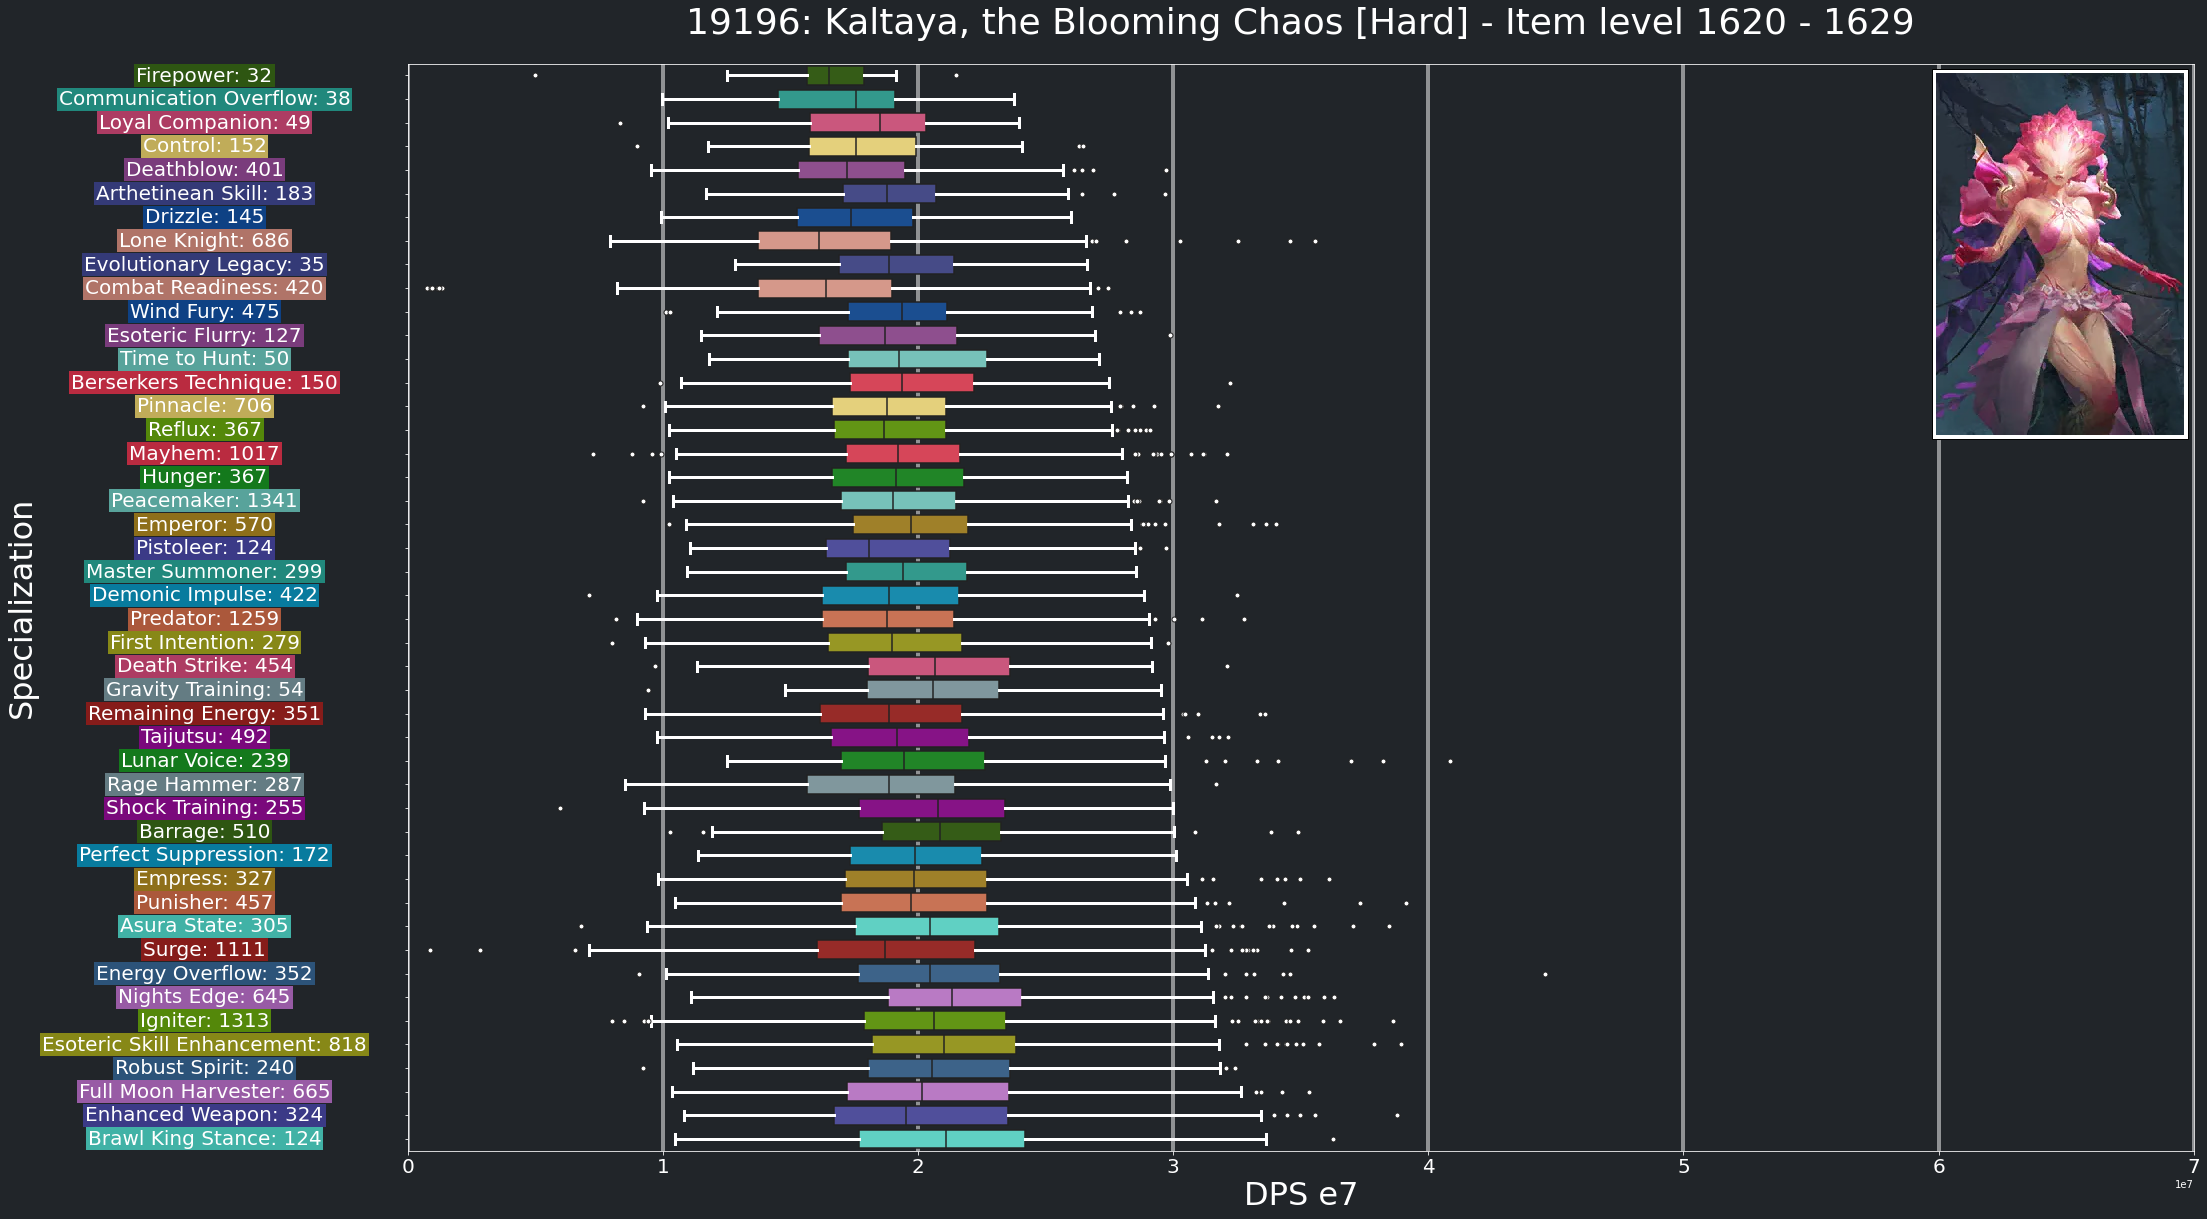 19196: Kaltaya, the Blooming Chaos [Hard] - Item level 1620 - 1629
Specialization
Firepower: 32
Communication Overflow: 38
Loyal Companion: 49
Control: 152
Deathblow: 401
Arthetinean Skill: 183
Drizzle: 145
Lone Knight: 686
Evolutionary Legacy: 35
Combat Readiness: 420
Wind Fury: 475
Esoteric Flurry: 127
Time to Hunt: 50
Berserkers Technique: 150
Pinnacle: 706
Reflux: 367
Mayhem: 1017
Hunger: 367
Peacemaker: 1341
Emperor: 570
Pistoleer: 124
Master Summoner: 299
Demonic Impulse: 422
Predator: 1259
First Intention: 279
Death Strike: 454
Gravity Training: 54
Remaining Energy: 351
Taijutsu: 492
Lunar Voice: 239
Rage Hammer: 287
Shock Training: 255
Barrage: 510
Perfect Suppression: 172
Empress: 327
Punisher: 457
Asura State: 305
Surge: 1111
Energy Overflow: 352
Nights Edge: 645
Igniter: 1313
Esoteric Skill Enhancement: 818
Robust Spirit: 240
Full Moon Harvester: 665
Enhanced Weapon: 324
Brawl King Stance: 124
0 1 2 3 4 5 6 7
DPS e7
1e7